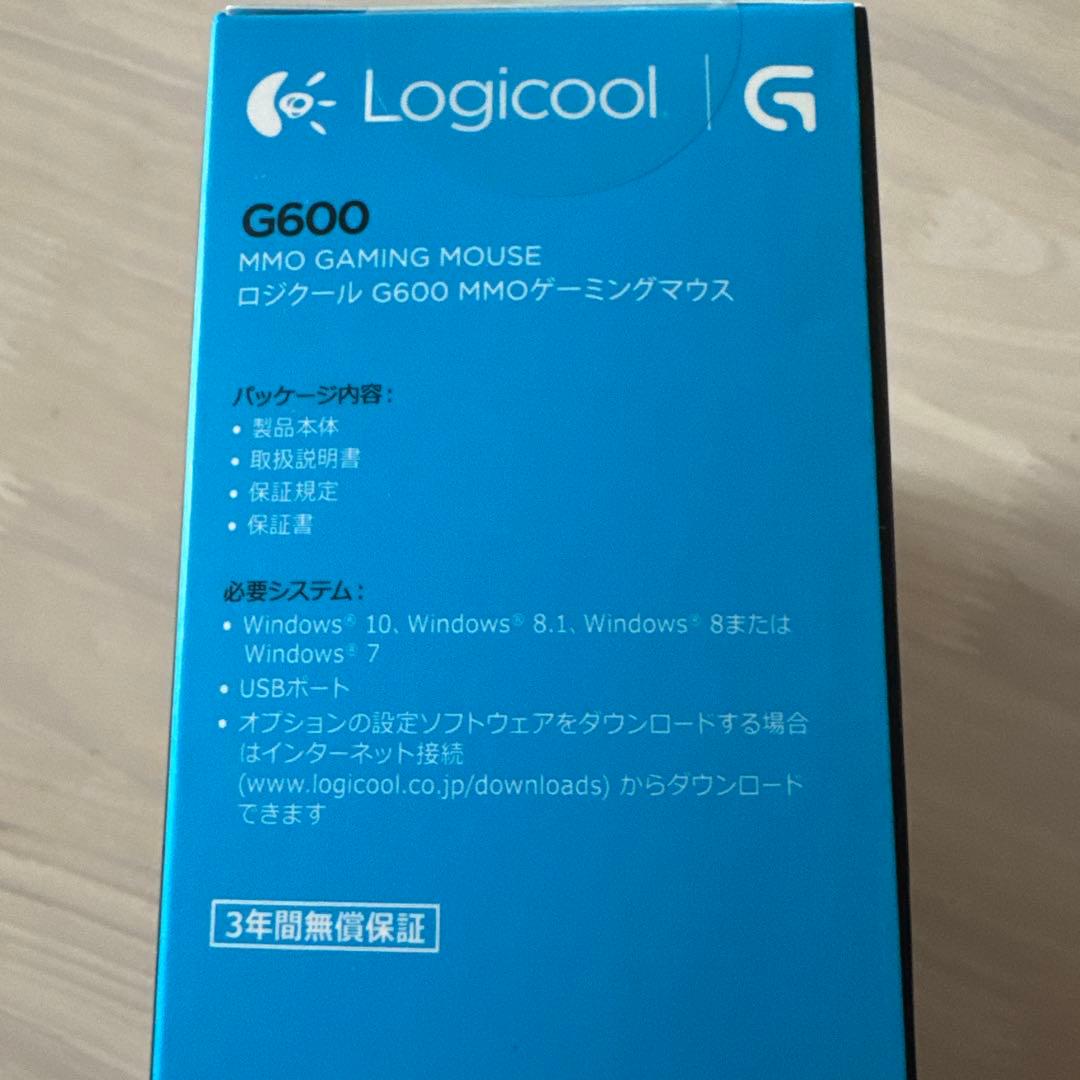 Logicool G
G600
MMO GAMING MOUSE
ロジクール G600 MMOゲーミングマウス
パッケージ内容:
• 製品本体
• 取扱説明書
• 保証規定
• 保証書
必要システム:
• Windows® 10、Windows® 8.1、Windows® 8または
Windows® 7
• USBポート
• オプションの設定ソフトウェアをダウンロードする場合
はインターネット接続
(www.logicool.co.jp/downloads) からダウンロード
できます
3年間無償保証